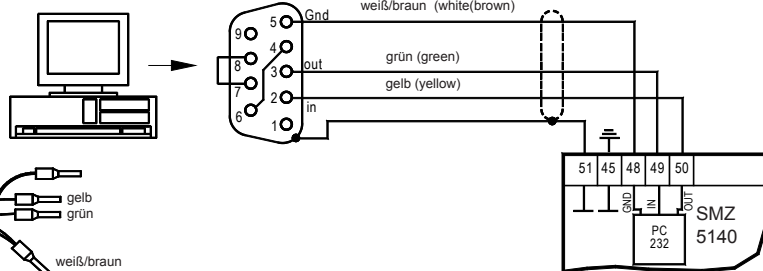 weiß/braun (white(brown)
5 Gnd
9
4
grün (green)
8
3 out
gelb (yellow)
7
2 in
6
1
51 45 48 49 50
GND IN OUT
SMZ
5140
PC
232
gelb
grün
weiß/braun